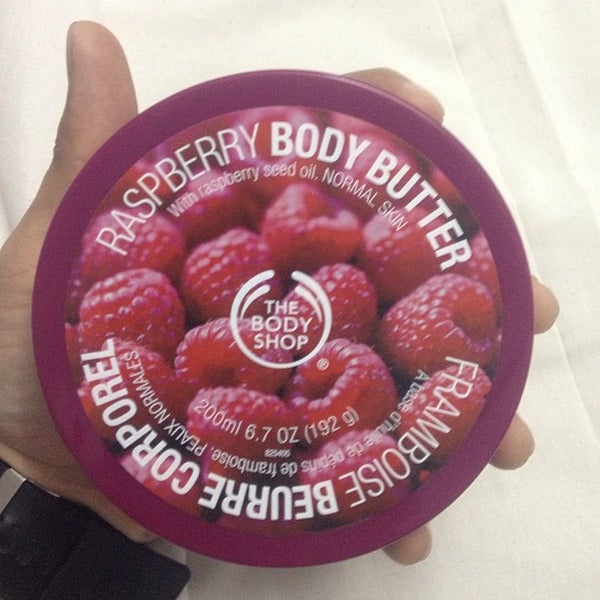 RASPBERRY BODY BUTTER
With raspberry seed oil. NORMAL SKIN
THE
BODY
SHOP
®
200ml 6.7 OZ (192 g)
825465
FRAMBOISE BEURRE CORPOREL
À base d'huile de pépins de framboise. PEAUX NORMALES